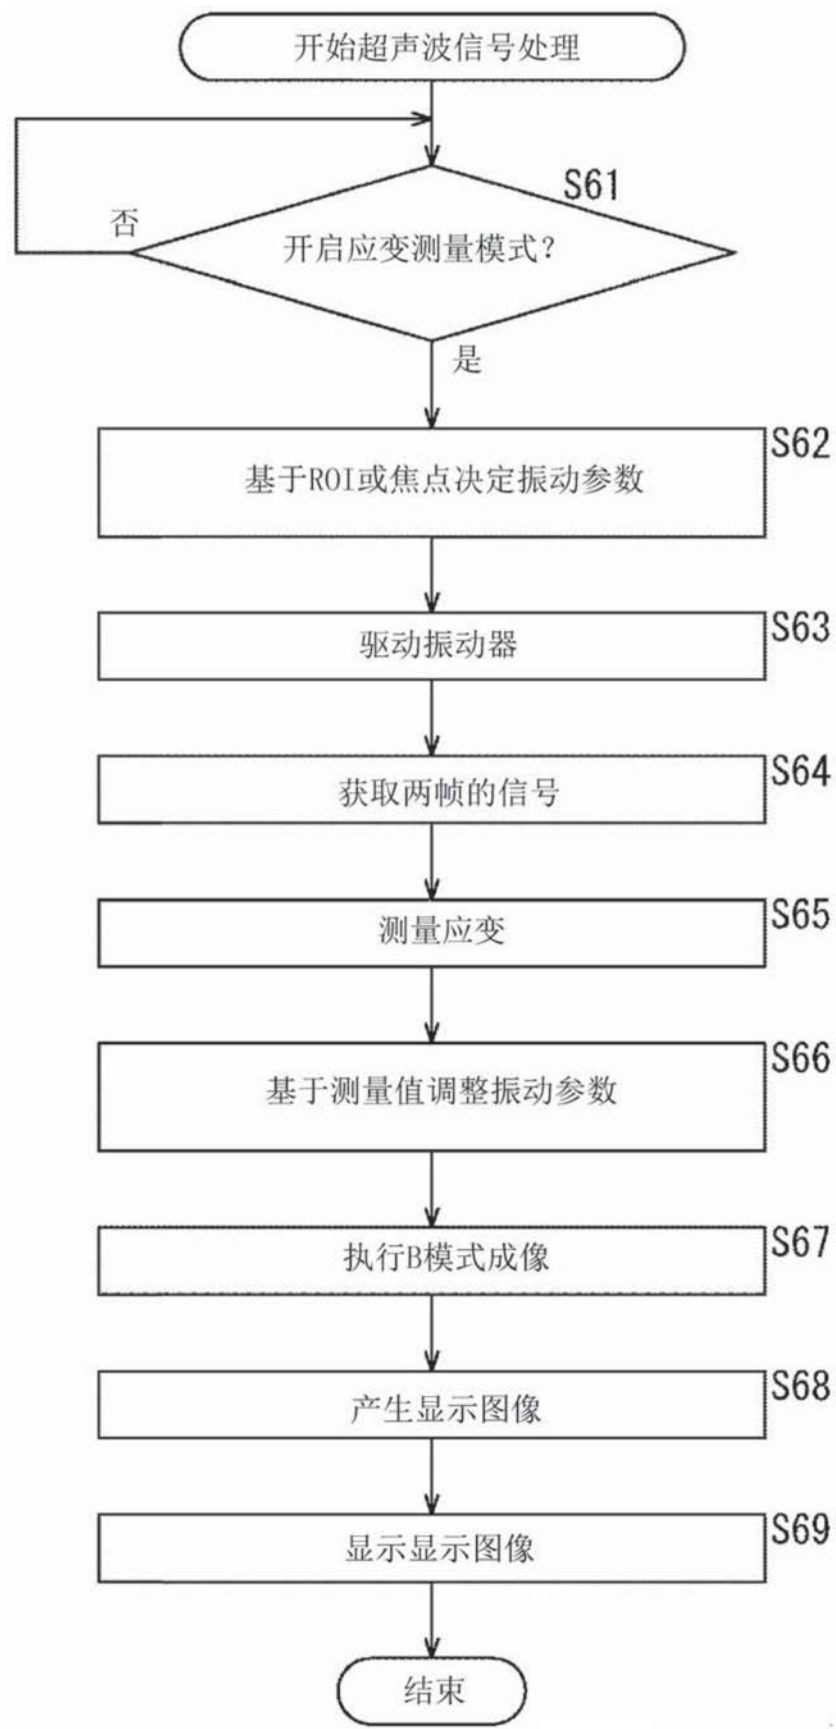 开始超声波信号处理
S61
否
开启应变测量模式?
是
S62
基于ROI或焦点决定振动参数
S63
驱动振动器
S64
获取两帧的信号
S65
测量应变
S66
基于测量值调整振动参数
S67
执行B模式成像
S68
产生显示图像
S69
显示显示图像
结束